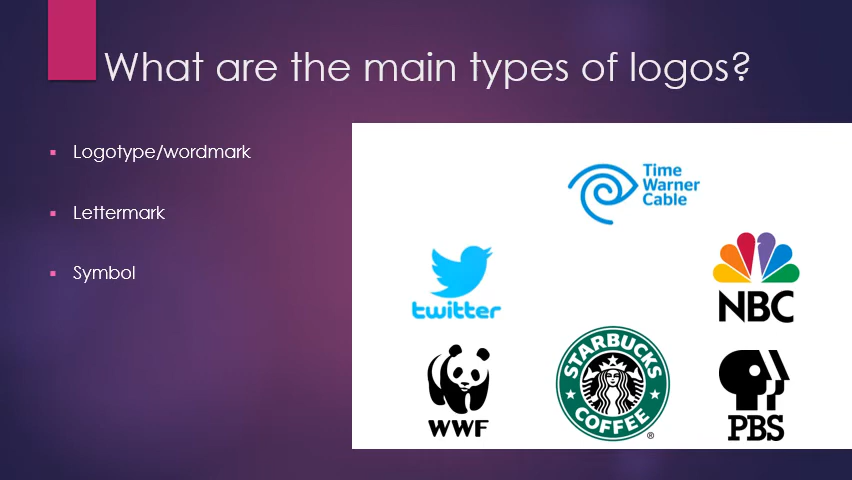 What are the main types of logos?
Logotype/wordmark
Lettermark
Symbol
Time
Warner
Cable
twitter
NBC
WWF
STARBUCKS
COFFEE
®
PBS